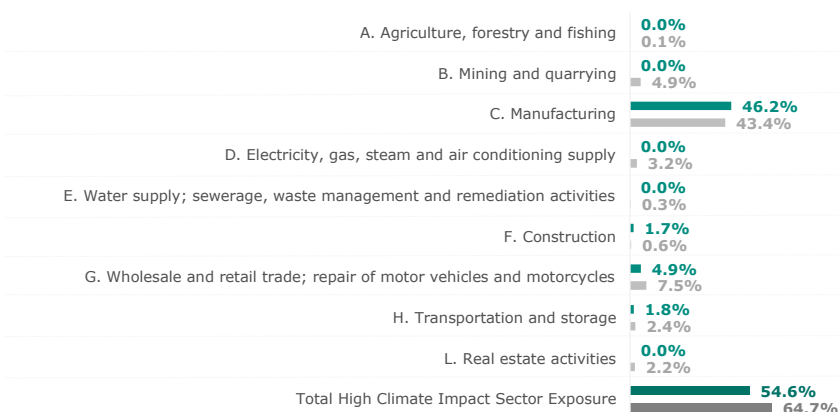 A. Agriculture, forestry and fishing 0.0%
0.1%
B. Mining and quarrying 0.0%
4.9%
C. Manufacturing 46.2%
43.4%
D. Electricity, gas, steam and air conditioning supply 0.0%
3.2%
E. Water supply; sewerage, waste management and remediation activities 0.0%
0.3%
F. Construction 1.7%
0.6%
G. Wholesale and retail trade; repair of motor vehicles and motorcycles 4.9%
7.5%
H. Transportation and storage 1.8%
2.4%
L. Real estate activities 0.0%
2.2%
Total High Climate Impact Sector Exposure 54.6%
64.7%